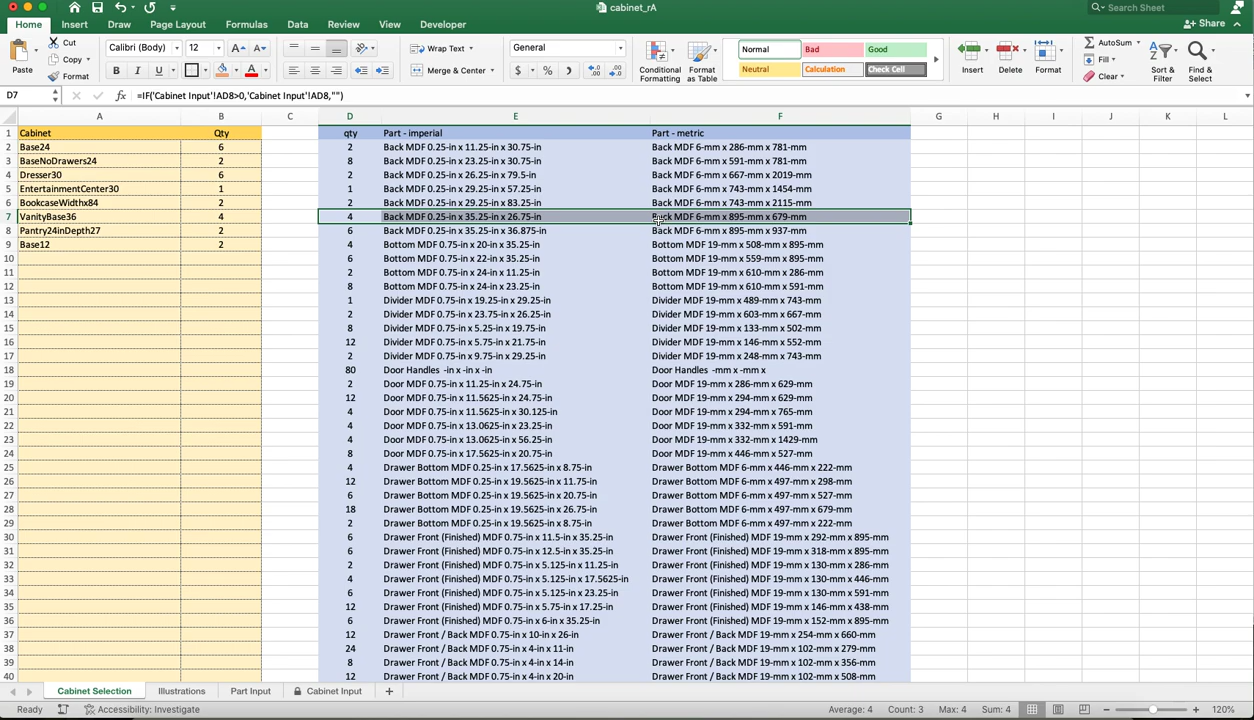 cabinet_rA
Search Sheet
Home Insert Draw Page Layout Formulas Data Review View Developer
Share
Paste
Cut
Copy
Format
Calibri (Body) 12
A A
B I U A
Wrap Text
Merge & Center
General
$ % )
Conditional Formatting
Format as Table
Normal Bad Good
Neutral Calculation Check Cell
Insert Delete Format
AutoSum
Fill
Clear
Sort & Filter
Find & Select
D7 fx =IF('Cabinet Input'!AD8>0,'Cabinet Input'!AD8,"")
A B C D E F G H I J K L
1 Cabinet Qty qty Part - imperial Part - metric
2 Base24 6 2 Back MDF 0.25-in x 11.25-in x 30.75-in Back MDF 6-mm x 286-mm x 781-mm
3 BaseNoDrawers24 2 8 Back MDF 0.25-in x 23.25-in x 30.75-in Back MDF 6-mm x 591-mm x 781-mm
4 Dresser30 6 2 Back MDF 0.25-in x 26.25-in x 79.5-in Back MDF 6-mm x 667-mm x 2019-mm
5 EntertainmentCenter30 1 1 Back MDF 0.25-in x 29.25-in x 57.25-in Back MDF 6-mm x 743-mm x 1454-mm
6 BookcaseWidthx84 2 2 Back MDF 0.25-in x 29.25-in x 83.25-in Back MDF 6-mm x 743-mm x 2115-mm
7 VanityBase36 4 4 Back MDF 0.25-in x 35.25-in x 26.75-in Back MDF 6-mm x 895-mm x 679-mm
8 Pantry24inDepth27 2 6 Back MDF 0.25-in x 35.25-in x 36.875-in Back MDF 6-mm x 895-mm x 937-mm
9 Base12 2 4 Bottom MDF 0.75-in x 20-in x 35.25-in Bottom MDF 19-mm x 508-mm x 895-mm
10 6 Bottom MDF 0.75-in x 22-in x 35.25-in Bottom MDF 19-mm x 559-mm x 895-mm
11 2 Bottom MDF 0.75-in x 24-in x 11.25-in Bottom MDF 19-mm x 610-mm x 286-mm
12 8 Bottom MDF 0.75-in x 24-in x 23.25-in Bottom MDF 19-mm x 610-mm x 591-mm
13 1 Divider MDF 0.75-in x 19.25-in x 29.25-in Divider MDF 19-mm x 489-mm x 743-mm
14 2 Divider MDF 0.75-in x 23.75-in x 26.25-in Divider MDF 19-mm x 603-mm x 667-mm
15 8 Divider MDF 0.75-in x 5.25-in x 19.75-in Divider MDF 19-mm x 133-mm x 502-mm
16 12 Divider MDF 0.75-in x 5.75-in x 21.75-in Divider MDF 19-mm x 146-mm x 552-mm
17 2 Divider MDF 0.75-in x 9.75-in x 29.25-in Divider MDF 19-mm x 248-mm x 743-mm
18 80 Door Handles -in x -in x -in Door Handles -mm x -mm x
19 2 Door MDF 0.75-in x 11.25-in x 24.75-in Door MDF 19-mm x 286-mm x 629-mm
20 12 Door MDF 0.75-in x 11.5625-in x 24.75-in Door MDF 19-mm x 294-mm x 629-mm
21 4 Door MDF 0.75-in x 11.5625-in x 30.125-in Door MDF 19-mm x 294-mm x 765-mm
22 4 Door MDF 0.75-in x 13.0625-in x 23.25-in Door MDF 19-mm x 332-mm x 591-mm
23 4 Door MDF 0.75-in x 13.0625-in x 56.25-in Door MDF 19-mm x 332-mm x 1429-mm
24 8 Door MDF 0.75-in x 17.5625-in x 20.75-in Door MDF 19-mm x 446-mm x 527-mm
25 4 Drawer Bottom MDF 0.25-in x 17.5625-in x 8.75-in Drawer Bottom MDF 6-mm x 446-mm x 222-mm
26 12 Drawer Bottom MDF 0.25-in x 19.5625-in x 11.75-in Drawer Bottom MDF 6-mm x 497-mm x 298-mm
27 6 Drawer Bottom MDF 0.25-in x 19.5625-in x 20.75-in Drawer Bottom MDF 6-mm x 497-mm x 527-mm
28 18 Drawer Bottom MDF 0.25-in x 19.5625-in x 26.75-in Drawer Bottom MDF 6-mm x 497-mm x 679-mm
29 2 Drawer Bottom MDF 0.25-in x 19.5625-in x 8.75-in Drawer Bottom MDF 6-mm x 497-mm x 222-mm
30 6 Drawer Front (Finished) MDF 0.75-in x 11.5-in x 35.25-in Drawer Front (Finished) MDF 19-mm x 292-mm x 895-mm
31 6 Drawer Front (Finished) MDF 0.75-in x 12.5-in x 35.25-in Drawer Front (Finished) MDF 19-mm x 318-mm x 895-mm
32 2 Drawer Front (Finished) MDF 0.75-in x 5.125-in x 11.25-in Drawer Front (Finished) MDF 19-mm x 130-mm x 286-mm
33 4 Drawer Front (Finished) MDF 0.75-in x 5.125-in x 17.5625-in Drawer Front (Finished) MDF 19-mm x 130-mm x 446-mm
34 6 Drawer Front (Finished) MDF 0.75-in x 5.125-in x 23.25-in Drawer Front (Finished) MDF 19-mm x 130-mm x 591-mm
35 12 Drawer Front (Finished) MDF 0.75-in x 5.75-in x 17.25-in Drawer Front (Finished) MDF 19-mm x 146-mm x 438-mm
36 6 Drawer Front (Finished) MDF 0.75-in x 6-in x 35.25-in Drawer Front (Finished) MDF 19-mm x 152-mm x 895-mm
37 12 Drawer Front / Back MDF 0.75-in x 10-in x 26-in Drawer Front / Back MDF 19-mm x 254-mm x 660-mm
38 24 Drawer Front / Back MDF 0.75-in x 4-in x 11-in Drawer Front / Back MDF 19-mm x 102-mm x 279-mm
39 8 Drawer Front / Back MDF 0.75-in x 4-in x 14-in Drawer Front / Back MDF 19-mm x 102-mm x 356-mm
40 12 Drawer Front / Back MDF 0.75-in x 4-in x 20-in Drawer Front / Back MDF 19-mm x 102-mm x 508-mm
Cabinet Selection Illustrations Part Input Cabinet Input +
Ready Accessibility: Investigate Average: 4 Count: 3 Max: 4 Sum: 4 - + 120%